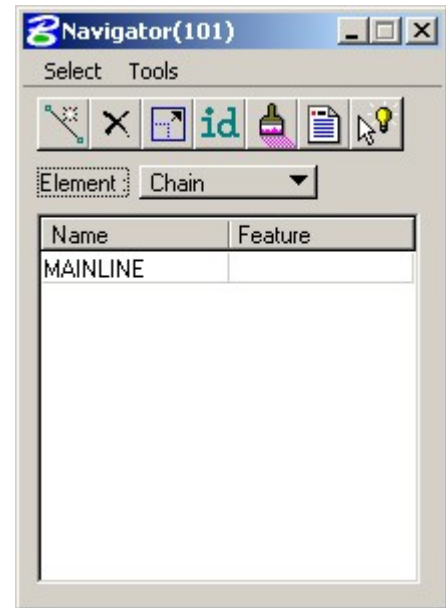 Navigator(101)
Select Tools
id
Element : Chain
Name Feature
MAINLINE